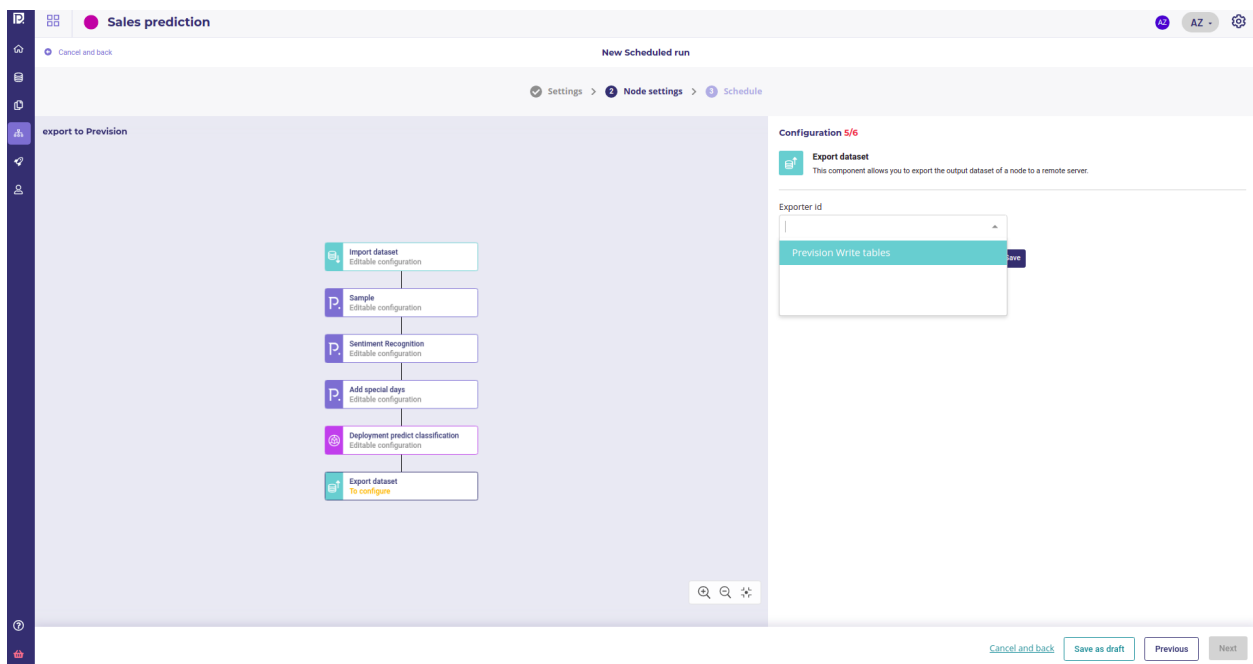 Sales prediction
AZ
AZ
Cancel and back
New Scheduled run
Settings > 2 Node settings > 3 Schedule
export to Prevision
Import dataset
Editable configuration
Sample
Editable configuration
Sentiment Recognition
Editable configuration
Add special days
Editable configuration
Deployment predict classification
Editable configuration
Export dataset
To configure
Configuration 5/6
Export dataset
This component allows you to export the output dataset of a node to a remote server.
Exporter id
Prevision Write tables
Cancel and back
Save as draft
Previous
Next